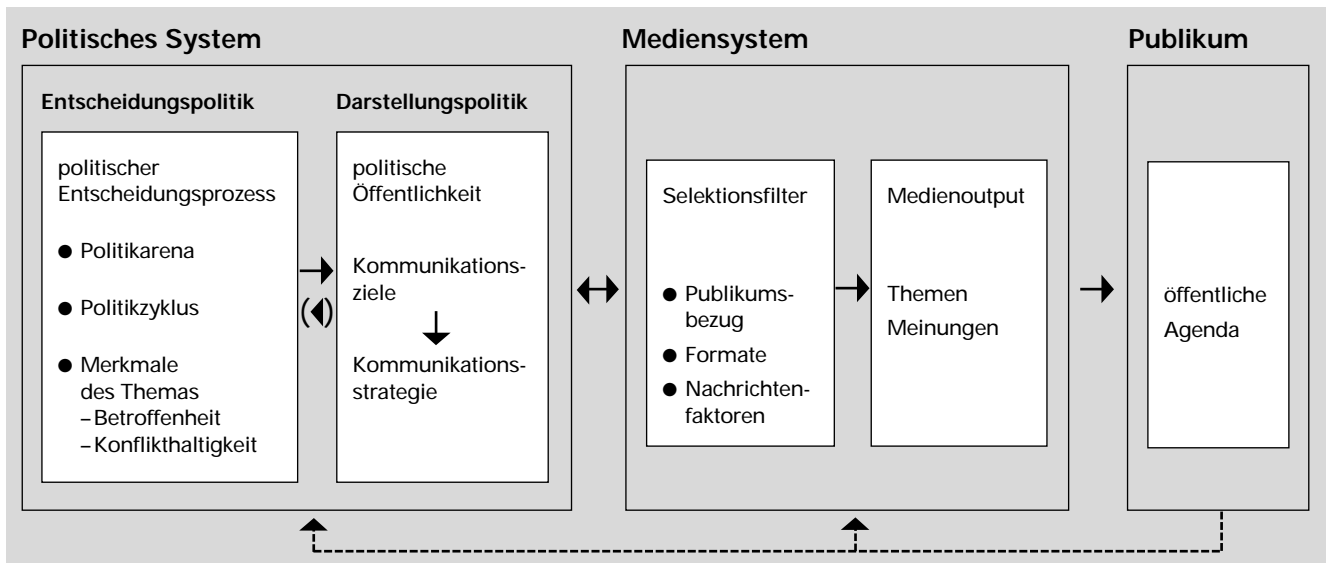 Politisches System
Entscheidungspolitik
politischer
Entscheidungsprozess
● Politikarena
● Politikzyklus
● Merkmale
des Themas
– Betroffenheit
– Konflikthaltigkeit
( )
Darstellungspolitik
politische
Öffentlichkeit
Kommunikations-
ziele
Kommunikations-
strategie
Mediensystem
Selektionsfilter
● Publikums-
bezug
● Formate
● Nachrichten-
faktoren
Medienoutput
Themen
Meinungen
Publikum
öffentliche
Agenda